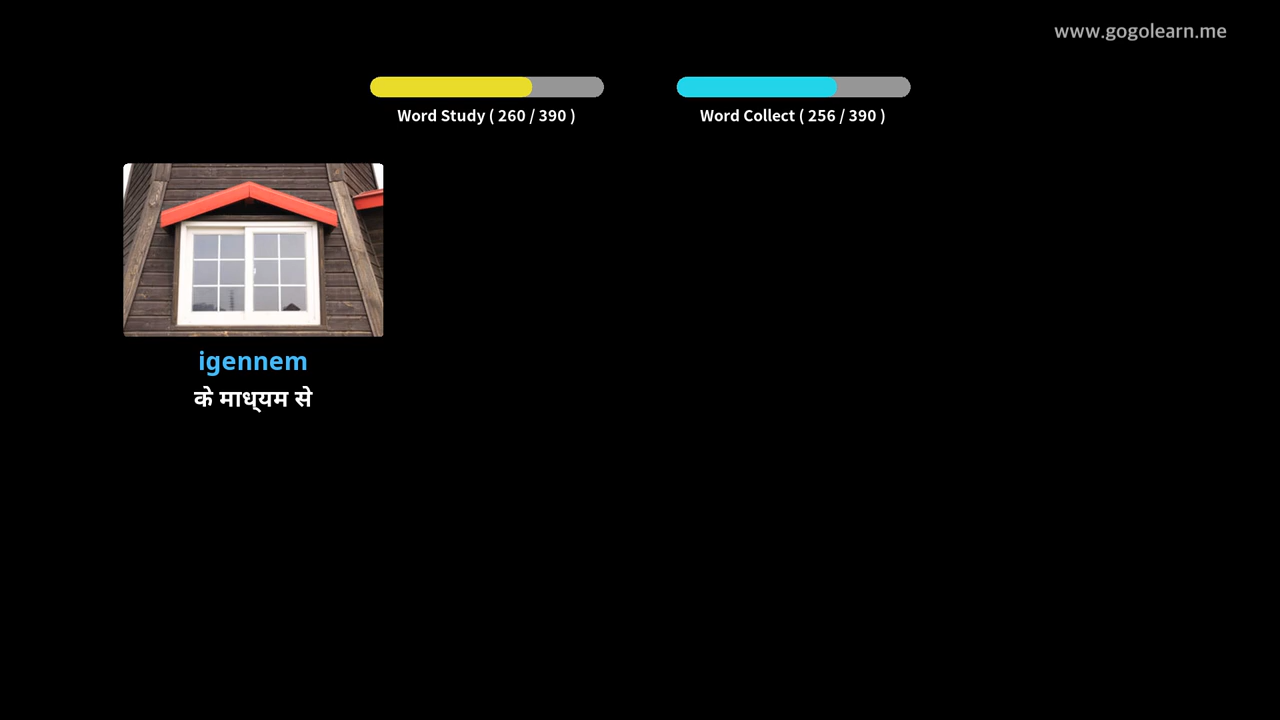 www.gogolearn.me
Word Study ( 260 / 390 )
Word Collect ( 256 / 390 )
igennem
के माध्यम से